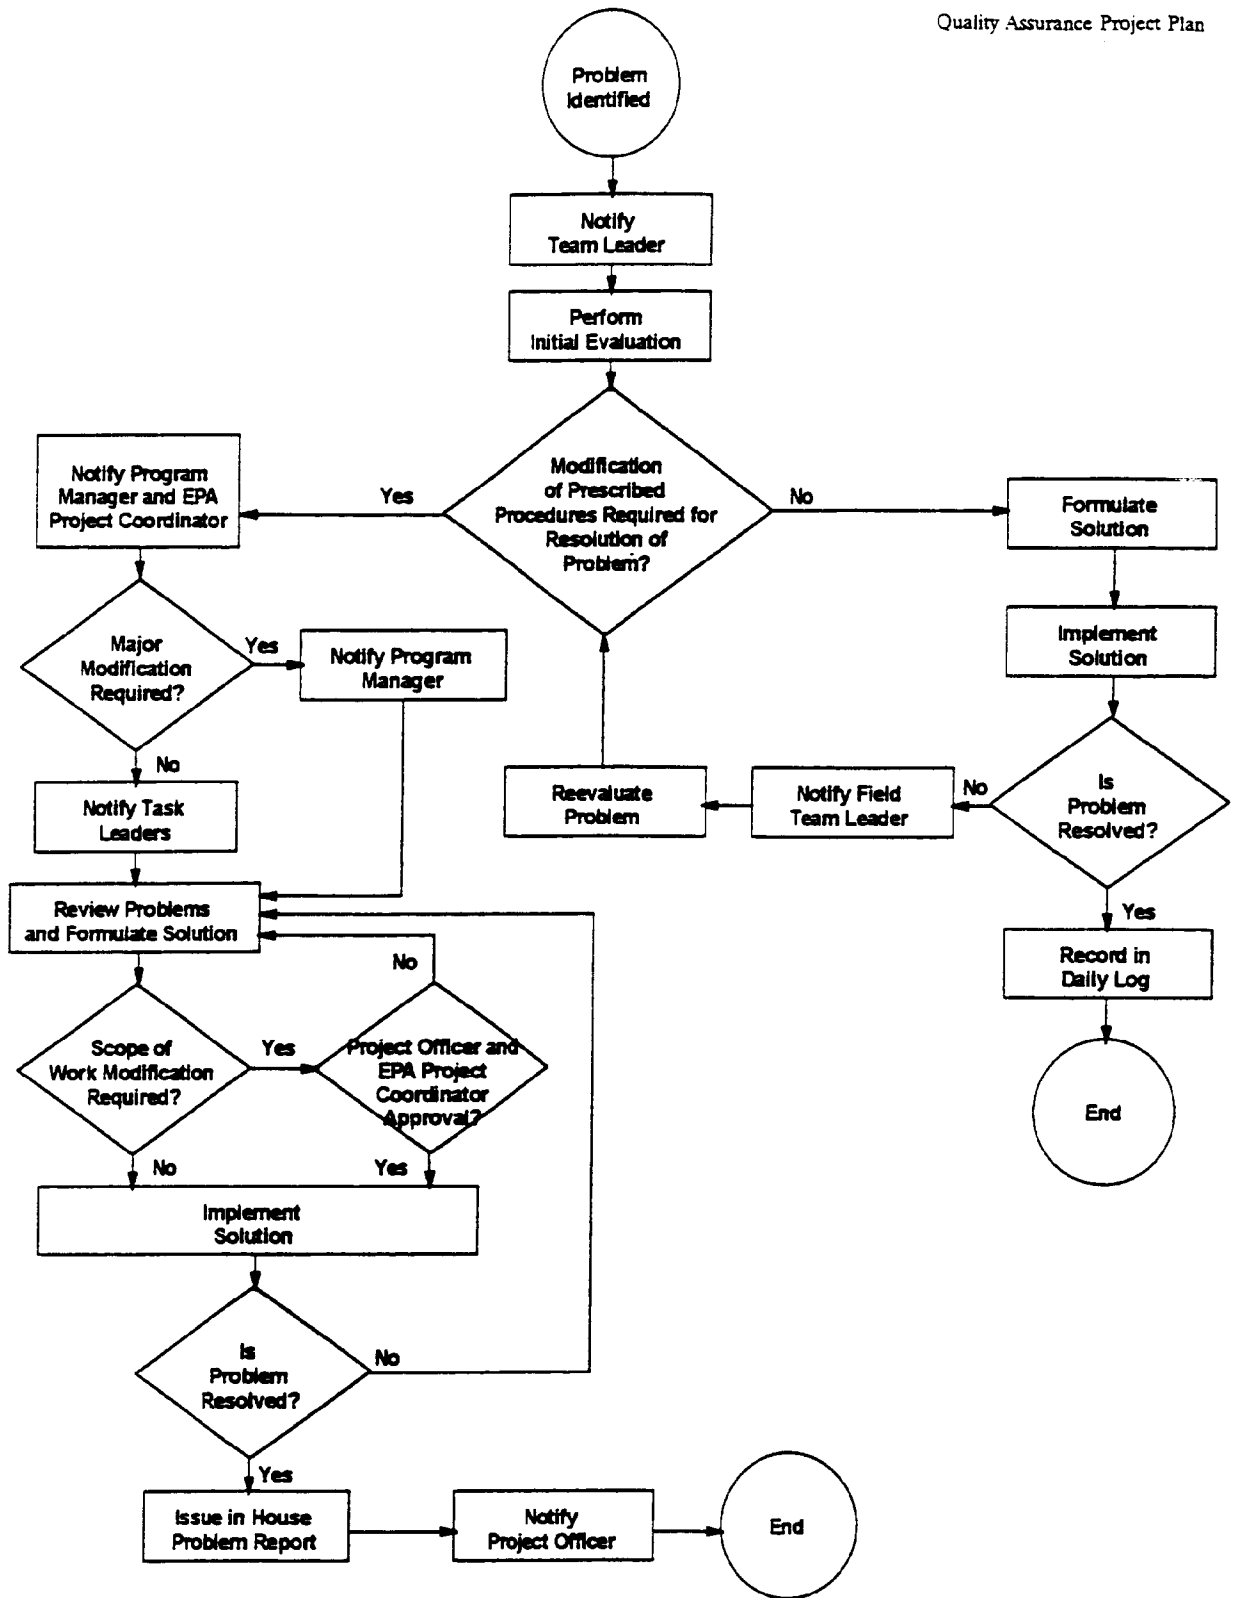 Quality Assurance Project Plan
Problem
Identified
Notify
Team Leader
Perform
Initial Evaluation
Modification
of Prescribed
Procedures Required for
Resolution of
Problem?
Yes
No
Notify Program
Manager and EPA
Project Coordinator
Formulate
Solution
Major
Modification
Required?
Yes
No
Notify Program
Manager
Implement
Solution
Notify Task
Leaders
Reevaluate
Problem
Notify Field
Team Leader
No
Is
Problem
Resolved?
Yes
Review Problems
and Formulate Solution
Record in
Daily Log
End
Scope of
Work Modification
Required?
Yes
No
No
Project Officer and
EPA Project
Coordinator
Approval?
Yes
Implement
Solution
Is
Problem
Resolved?
No
Yes
Issue in House
Problem Report
Notify
Project Officer
End